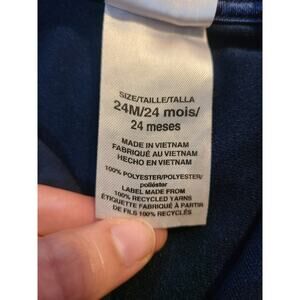 SIZE/TAILLE/TALLA
24M/24 mois/
24 meses
MADE IN VIETNAM
FABRIQUÉ AU VIETNAM
HECHO EN VIETNAM
100% POLYESTER/POLYESTER/
poliéster
LABEL MADE FROM
100% RECYCLED YARNS
ÉTIQUETTE FABRIQUÉ À PARTIR
DE FILS 100% RECYCLÉS